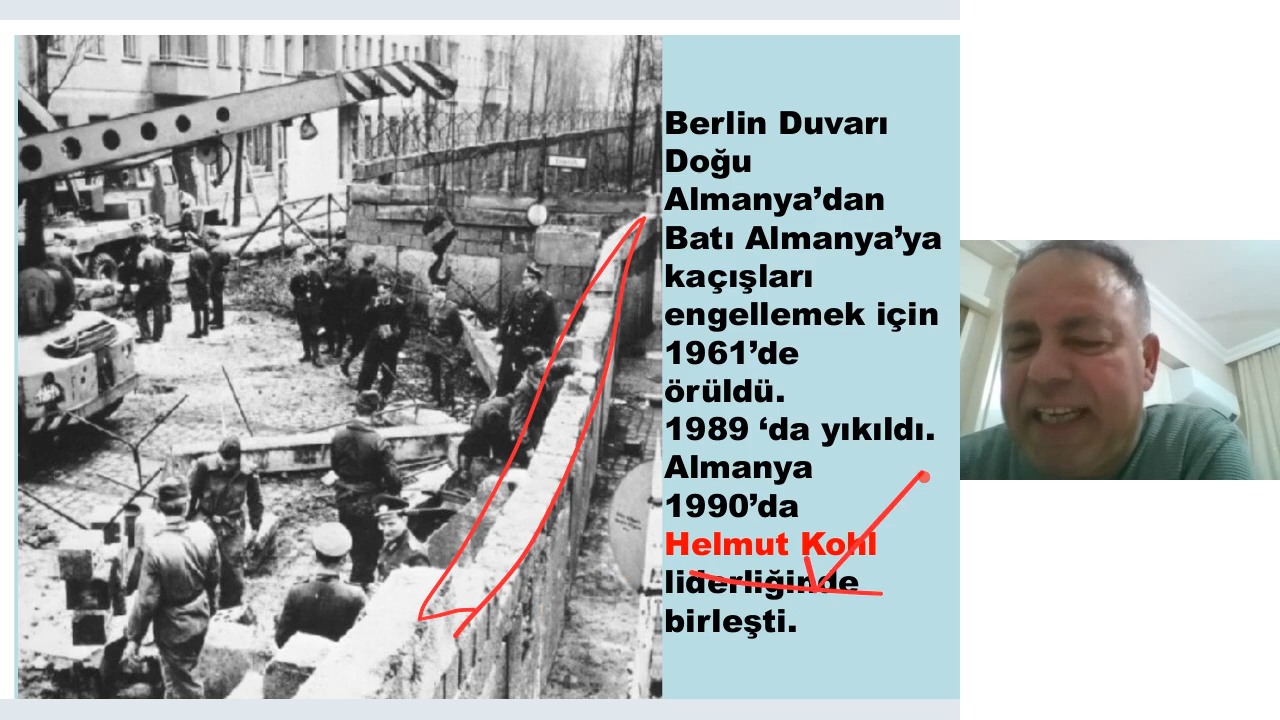 Berlin Duvarı
Doğu
Almanya’dan
Batı Almanya’ya
kaçışları
engellemek için
1961’de
örüldü.
1989 ‘da yıkıldı.
Almanya
1990’da
Helmut Kohl
liderliğinde
birleşti.